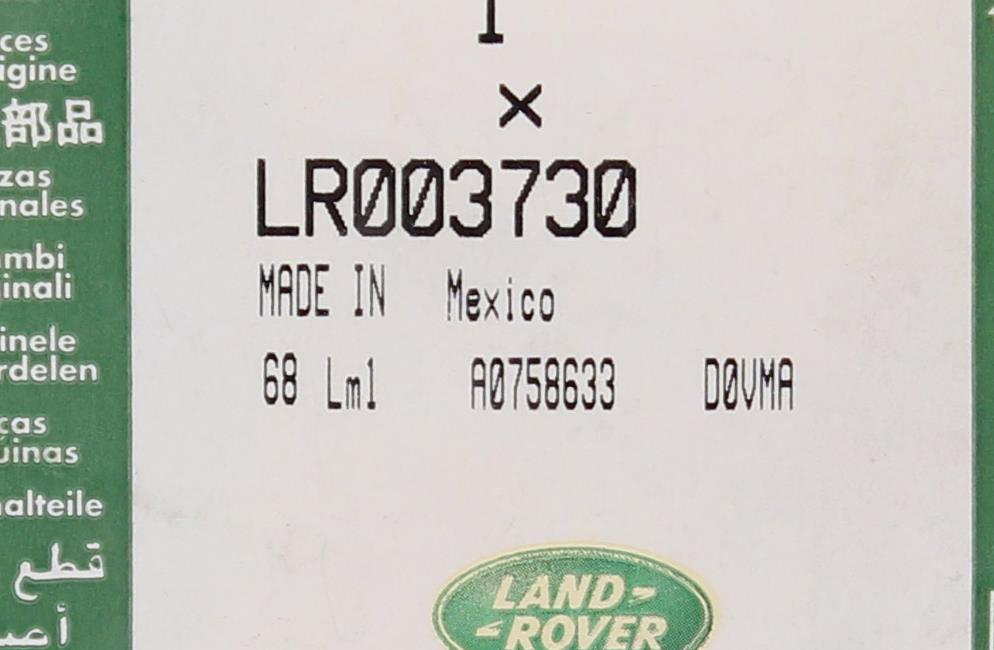 ces
igine
部品
zas
nales
mbi
inali
inele
rdelen
ças
uinas
alteile
قطع
1
×
LR003730
MADE IN Mexico
68 Lm1 A0758633 D0VMA
LAND-
-ROVER